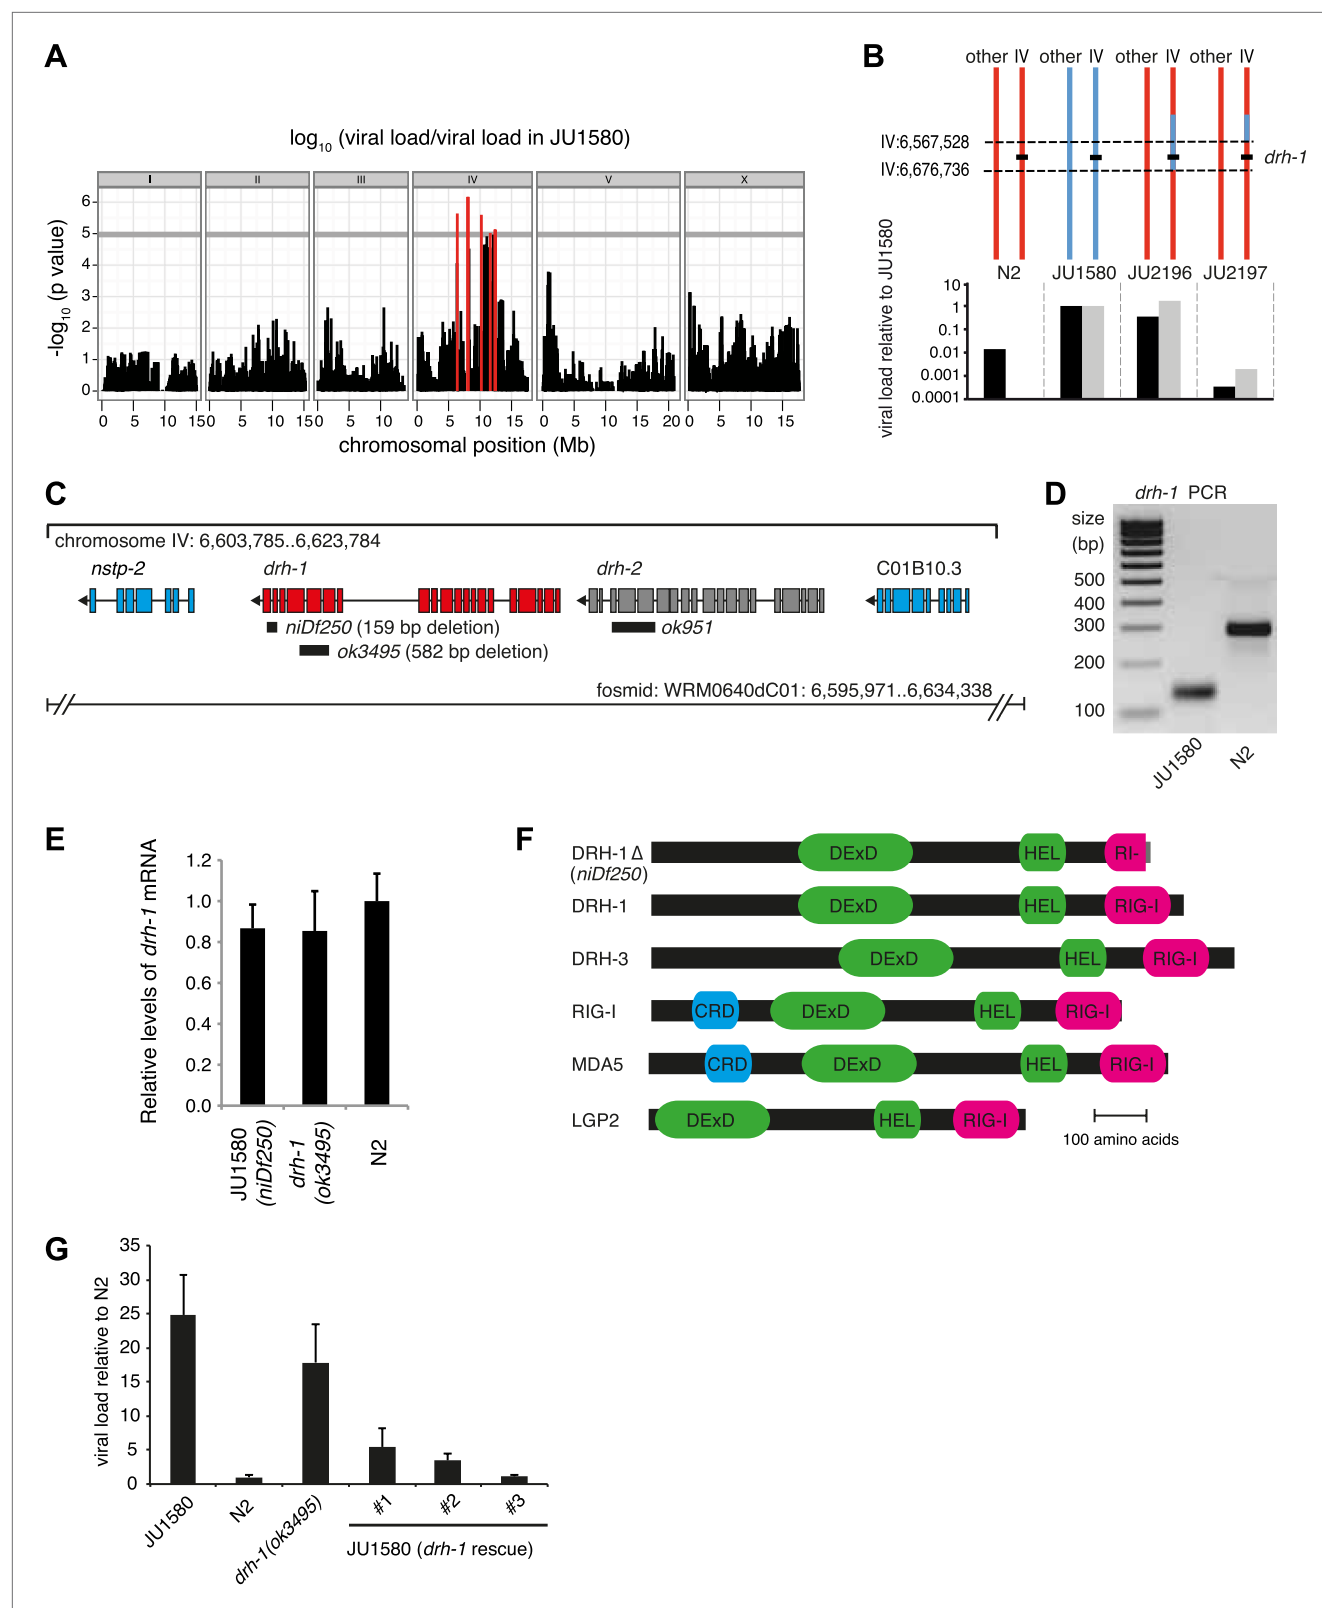 A
log10 (viral load/viral load in JU1580)
I II III IV V X
-log10 (p value)
6
5
4
3
2
1
0
0 5 10 15 0 5 10 15 0 5 10 0 5 10 15 0 5 10 15 20 0 5 10 15
chromosomal position (Mb)
B
other IV other IV other IV other IV
IV:6,567,528
IV:6,676,736
drh-1
N2 JU1580 JU2196 JU2197
viral load relative to JU1580
10
1
0.1
0.01
0.001
0.0001
C
chromosome IV: 6,603,785..6,623,784
nstp-2 drh-1 drh-2 C01B10.3
niDf250 (159 bp deletion) ok951
ok3495 (582 bp deletion)
fosmid: WRM0640dC01: 6,595,971..6,634,338
D
drh-1 PCR
size
(bp)
500
400
300
200
100
JU1580 N2
E
Relative levels of drh-1 mRNA
1.2
1.0
0.8
0.6
0.4
0.2
0.0
JU1580
(niDf250)
drh-1
(ok3495)
N2
F
DRH-1 Δ DExD HEL RI-
(niDf250)
DRH-1 DExD HEL RIG-I
DRH-3 DExD HEL RIG-I
RIG-I CRD DExD HEL RIG-I
MDA5 CRD DExD HEL RIG-I
LGP2 DExD HEL RIG-I
100 amino acids
G
viral load relative to N2
35
30
25
20
15
10
5
0
JU1580 N2 drh-1(ok3495) #1 #2 #3
JU1580 (drh-1 rescue)